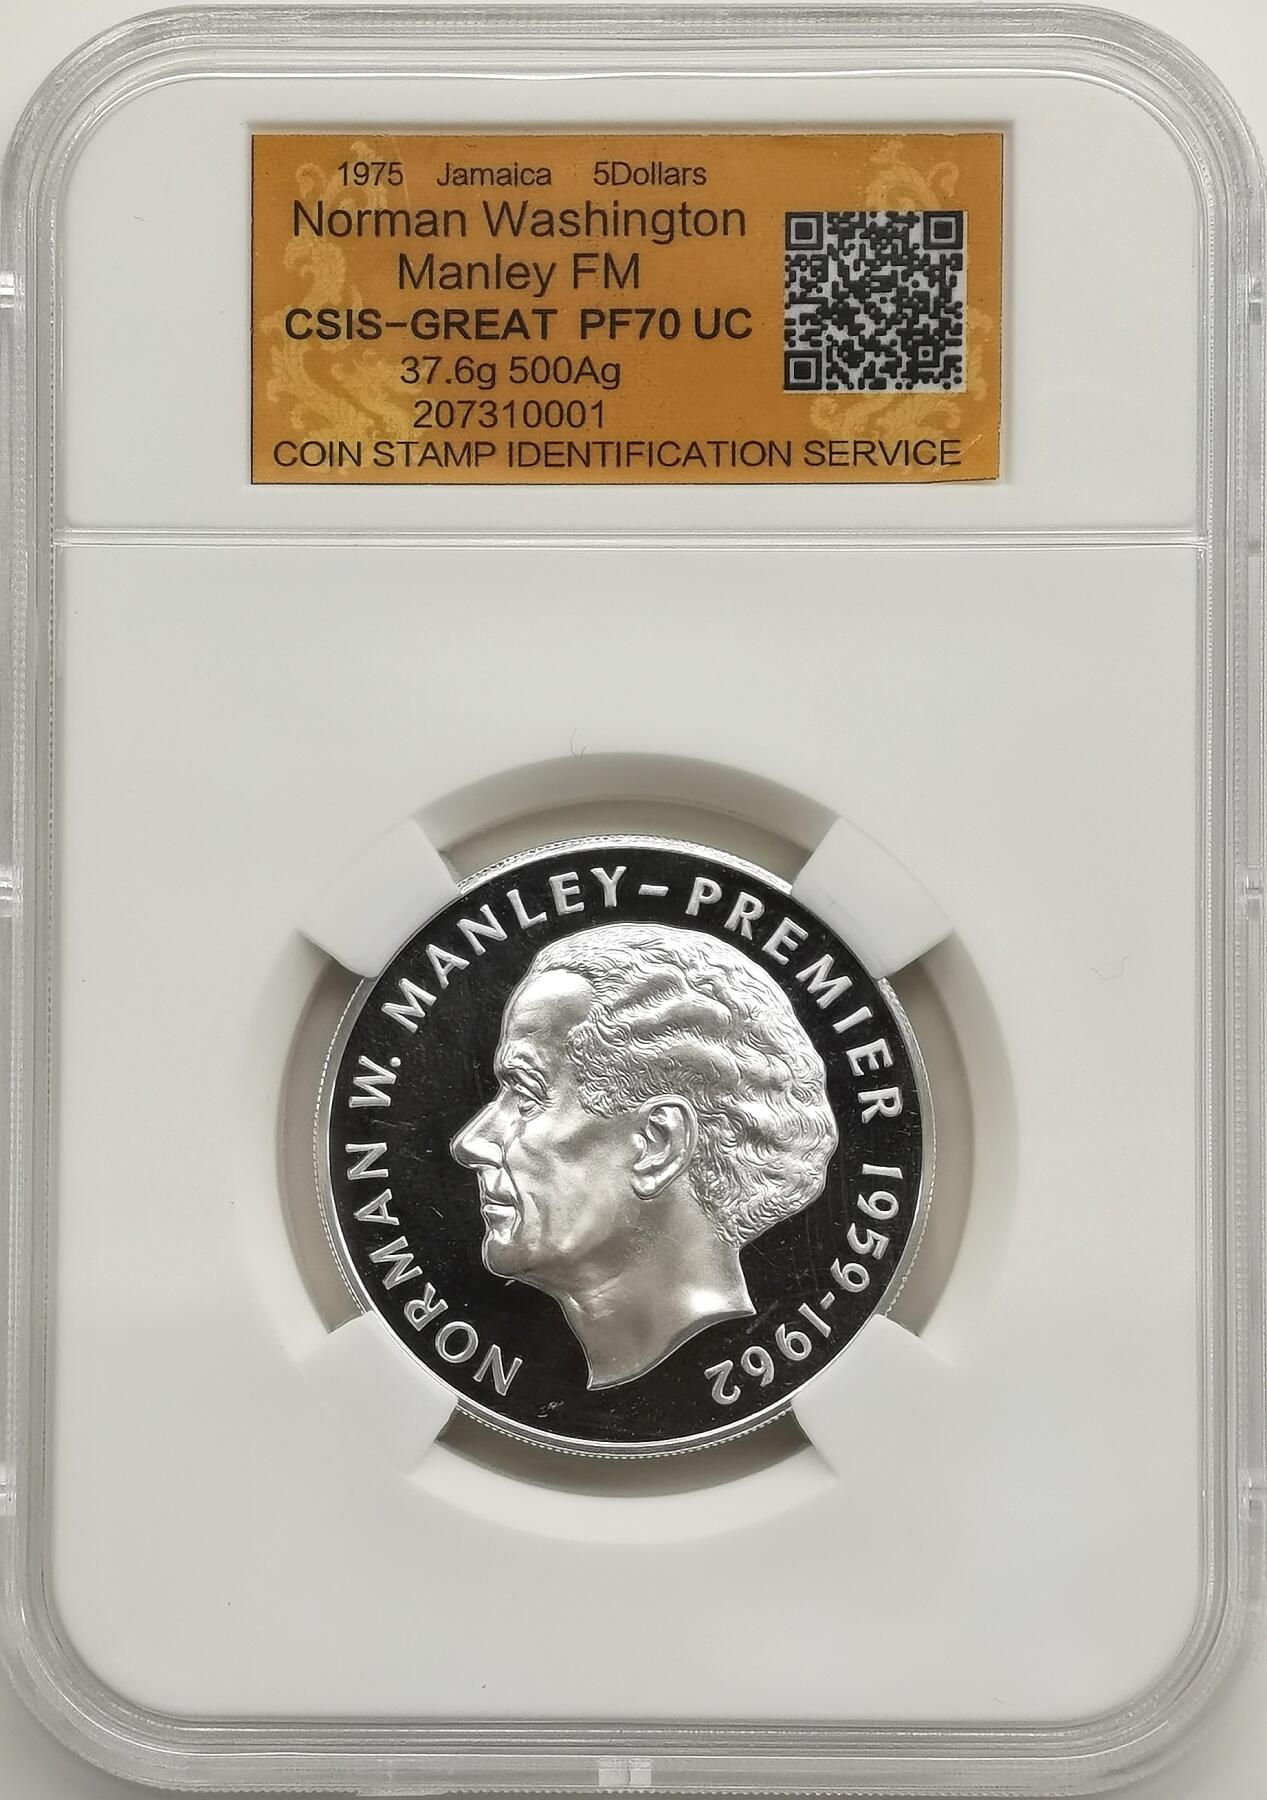 1975 Jamaica 5Dollars
Norman Washington
Manley FM
CSIS-GREAT PF70 UC
37.6g 500Ag
207310001
COIN STAMP IDENTIFICATION SERVICE
NORMAN W. MANLEY-PREMIER 1959-1962